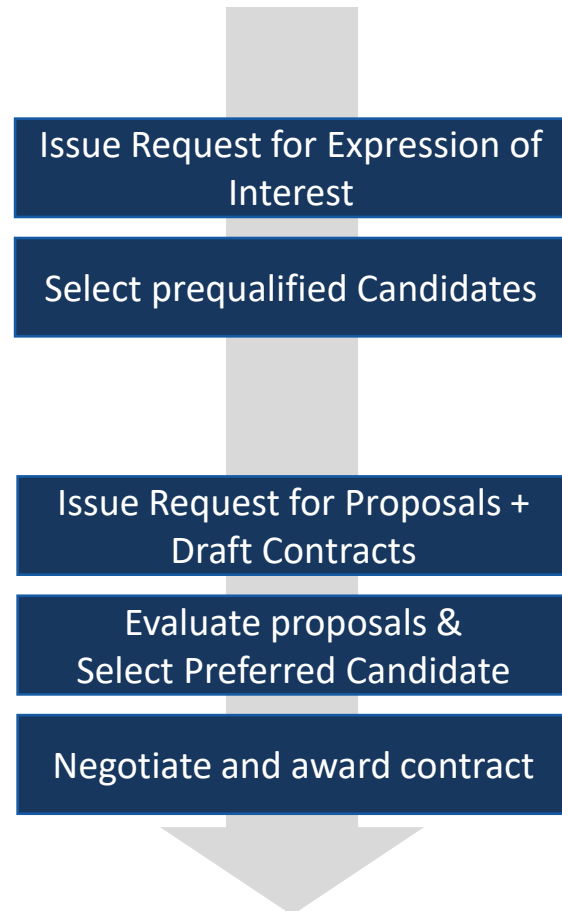 Issue Request for Expression of
Interest
Select prequalified Candidates
Issue Request for Proposals +
Draft Contracts
Evaluate proposals &
Select Preferred Candidate
Negotiate and award contract